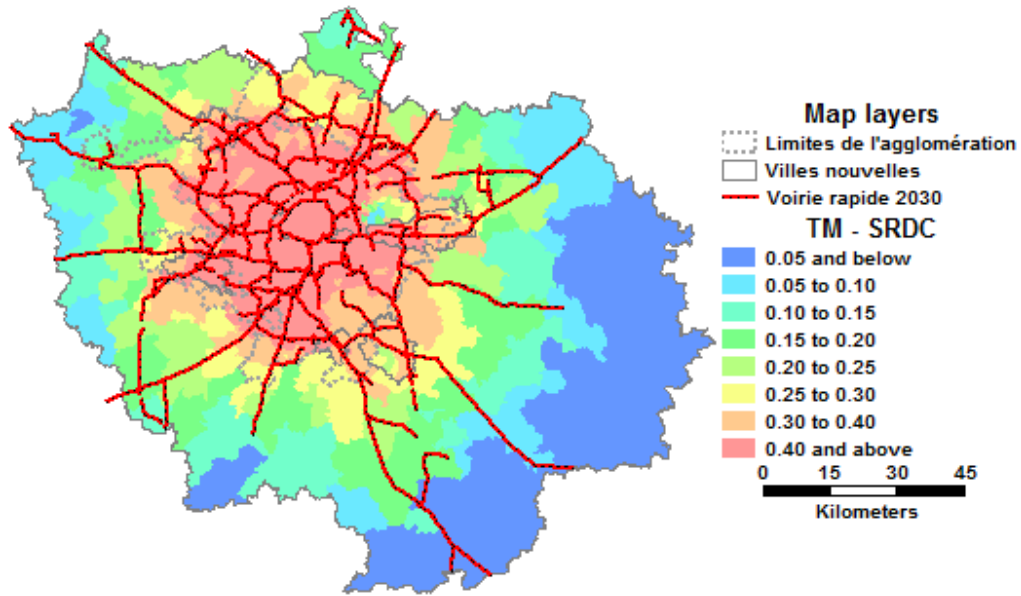 Map layers
Limites de l'agglomération
Villes nouvelles
Voirie rapide 2030
TM - SRDC
0.05 and below
0.05 to 0.10
0.10 to 0.15
0.15 to 0.20
0.20 to 0.25
0.25 to 0.30
0.30 to 0.40
0.40 and above
0 15 30 45
Kilometers